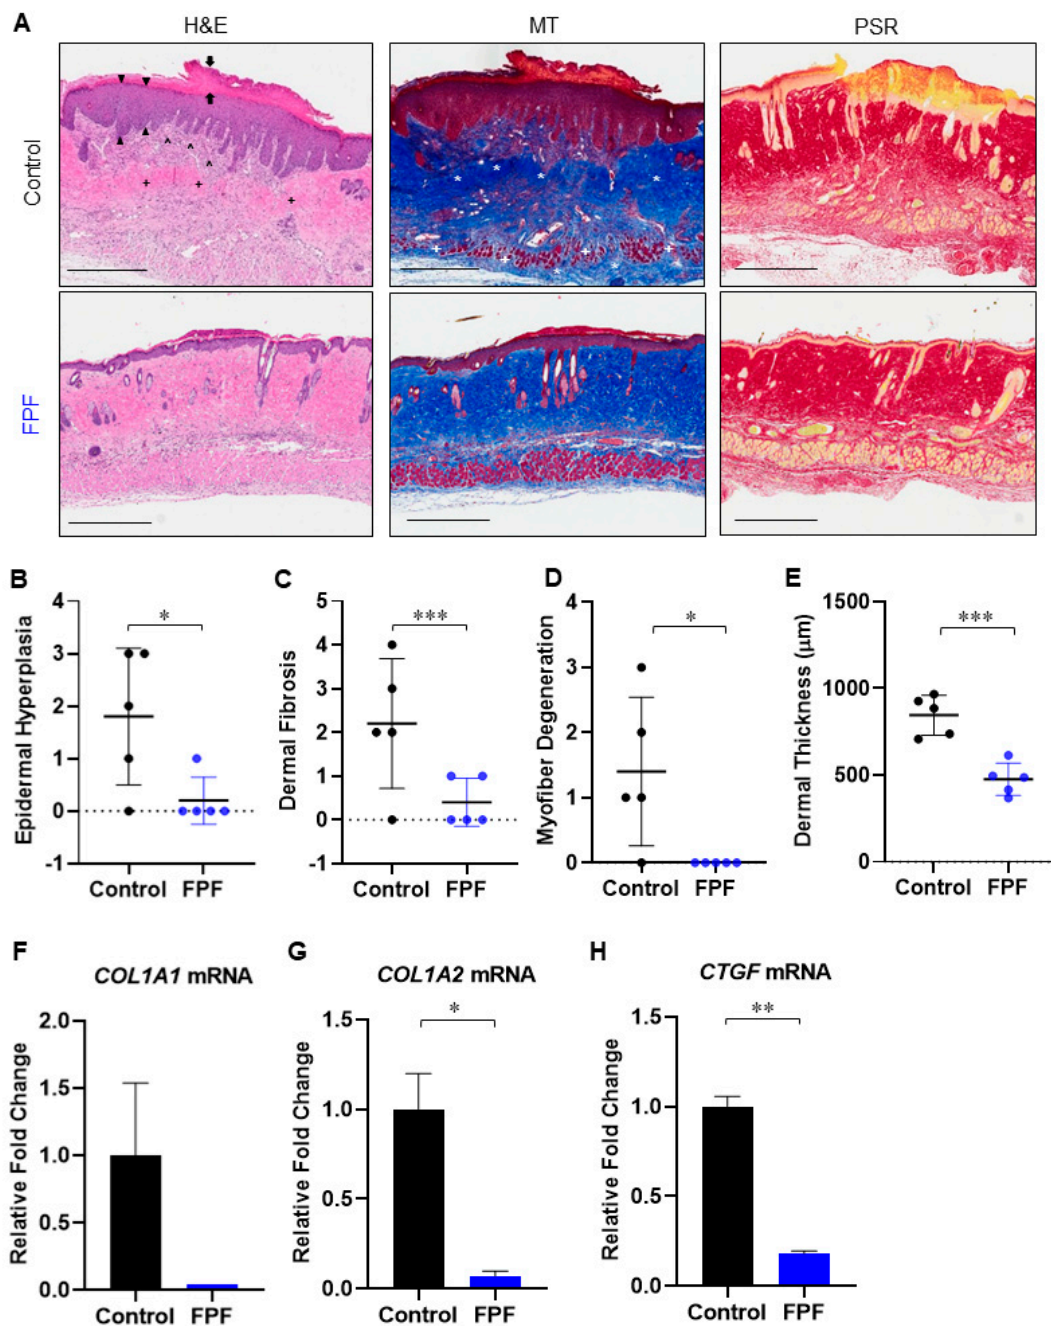 A
H&E
MT
PSR
Control
FPF
B
Epidermal Hyperplasia
4
3
2
1
0
-1
*
Control
FPF
C
Dermal Fibrosis
5
4
3
2
1
0
-1
***
Control
FPF
D
Myofiber Degeneration
4
3
2
1
0
*
Control
FPF
E
Dermal Thickness (μm)
1500
1000
500
0
***
Control
FPF
F
COL1A1 mRNA
Relative Fold Change
2.0
1.5
1.0
0.5
0.0
Control
FPF
G
COL1A2 mRNA
Relative Fold Change
1.5
1.0
0.5
0.0
*
Control
FPF
H
CTGF mRNA
Relative Fold Change
1.5
1.0
0.5
0.0
**
Control
FPF